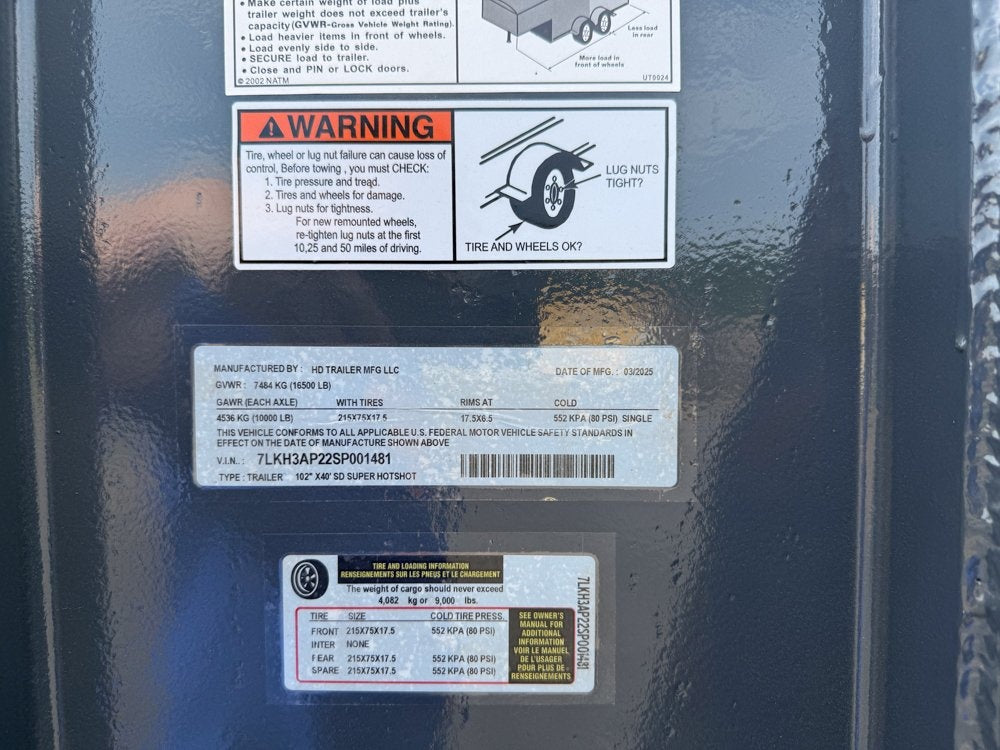 • Make certain weight of load plus
trailer weight does not exceed trailer's
capacity (GVWR-Gross Vehicle Weight Rating).
• Load heavier items in front of wheels.
• Load evenly side to side.
• SECURE load to trailer.
• Close and PIN or LOCK doors.
© 2002 NATM
Less load
in rear
More load in
front of wheels
UT0024
WARNING
Tire, wheel or lug nut failure can cause loss of
control, Before towing , you must CHECK:
1. Tire pressure and tread.
2. Tires and wheels for damage.
3. Lug nuts for tightness.
For new remounted wheels,
re-tighten lug nuts at the first
10,25 and 50 miles of driving.
LUG NUTS
TIGHT?
TIRE AND WHEELS OK?
MANUFACTURED BY : HD TRAILER MFG LLC DATE OF MFG. : 03/2025
GVWR : 7484 KG (16500 LB)
GAWR (EACH AXLE) WITH TIRES RIMS AT COLD
4536 KG (10000 LB) 215X75X17.5 17.5X6.5 552 KPA (80 PSI) SINGLE
THIS VEHICLE CONFORMS TO ALL APPLICABLE U.S. FEDERAL MOTOR VEHICLE SAFETY STANDARDS IN
EFFECT ON THE DATE OF MANUFACTURE SHOWN ABOVE
V.I.N. : 7LKH3AP22SP001481
TYPE : TRAILER 102" X40' SD SUPER HOTSHOT
TIRE AND LOADING INFORMATION
RENSEIGNEMENTS SUR LES PNEUS ET LE CHARGEMENT
The weight of cargo should never exceed
4,082 kg or 9,000 lbs.
TIRE SIZE COLD TIRE PRESS.
FRONT 215X75X17.5 552 KPA (80 PSI)
INTER NONE
REAR 215X75X17.5 552 KPA (80 PSI)
SPARE 215X75X17.5 552 KPA (80 PSI)
SEE OWNER'S
MANUAL FOR
ADDITIONAL
INFORMATION
VOIR LE MANUEL
DE L'USAGER
POUR PLUS DE
RENSEIGNEMENTS
7LKH3AP22SP001481